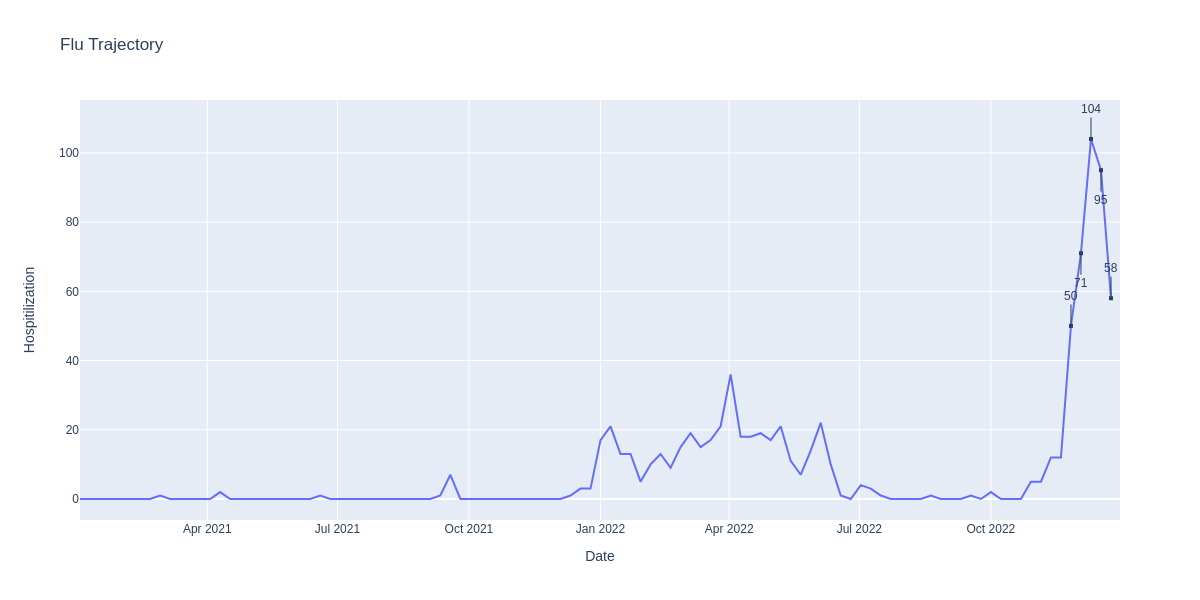 Flu Trajectory
104
100
95
80
58
71
60
50
40
20
0
Hospitilization
Apr 2021
Jul 2021
Oct 2021
Jan 2022
Apr 2022
Jul 2022
Oct 2022
Date